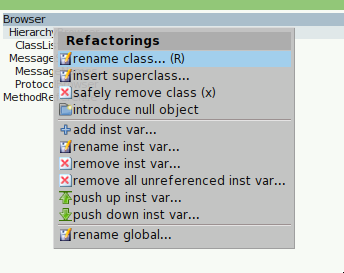 Browser
Hierarchy
ClassList
Message
Message
Protoco
MethodRe
Refactorings
rename class... (R)
insert superclass...
safely remove class (x)
introduce null object
add inst var...
rename inst var...
remove inst var...
remove all unreferenced inst var...
push up inst var...
push down inst var...
rename global...